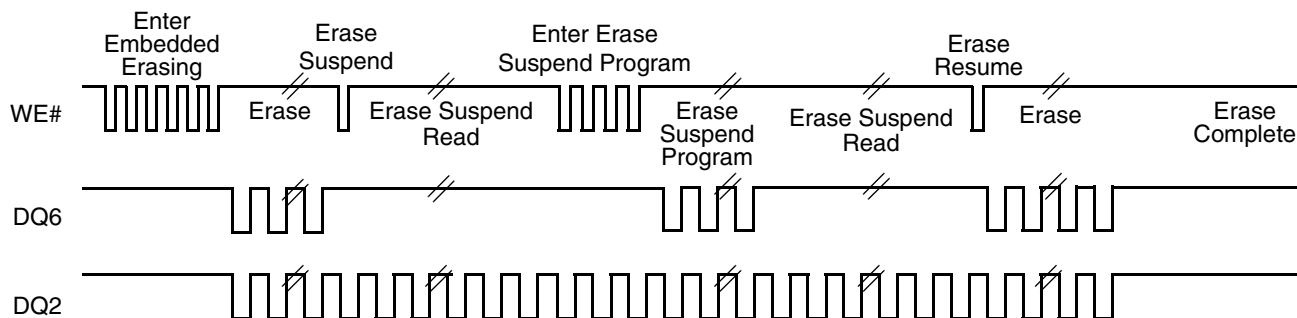 Enter
Embedded
Erasing
Erase
Suspend
Enter Erase
Suspend Program
Erase
Resume
WE#
Erase
Erase Suspend
Read
Erase
Suspend
Program
Erase Suspend
Read
Erase
Erase
Complete
DQ6
DQ2